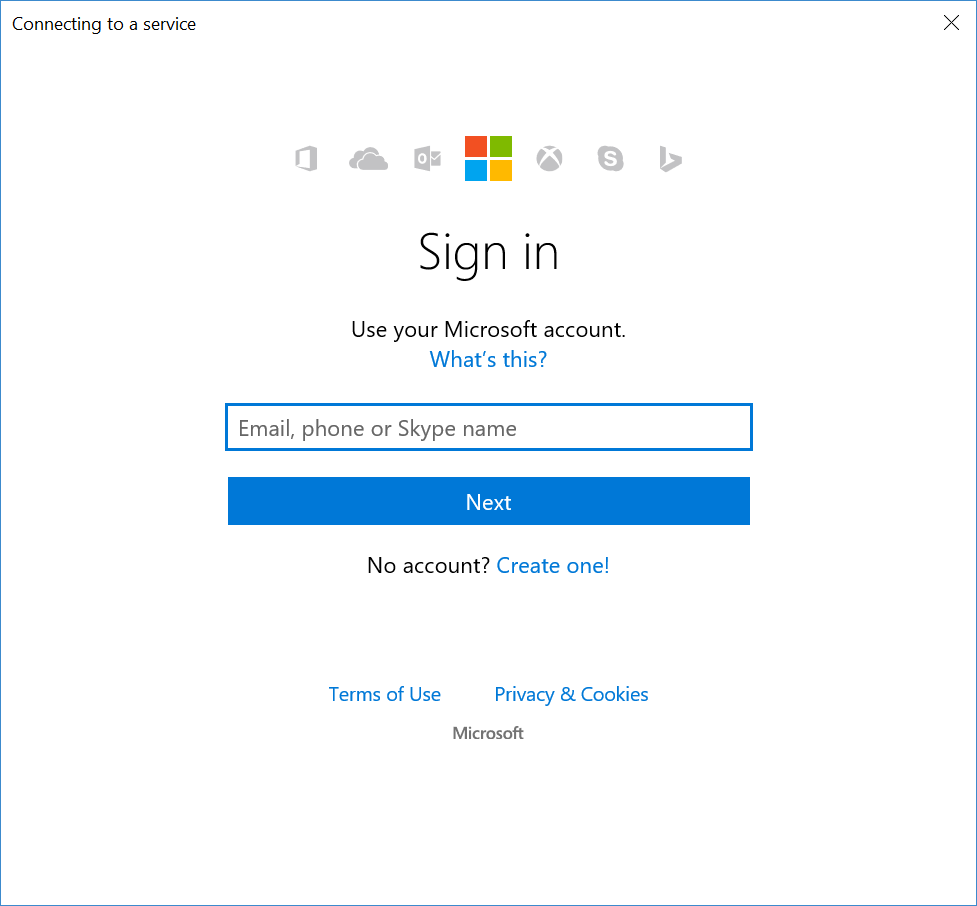 Connecting to a service
Sign in
Use your Microsoft account.
What's this?
Email, phone or Skype name
Next
No account? Create one!
Terms of Use Privacy & Cookies
Microsoft